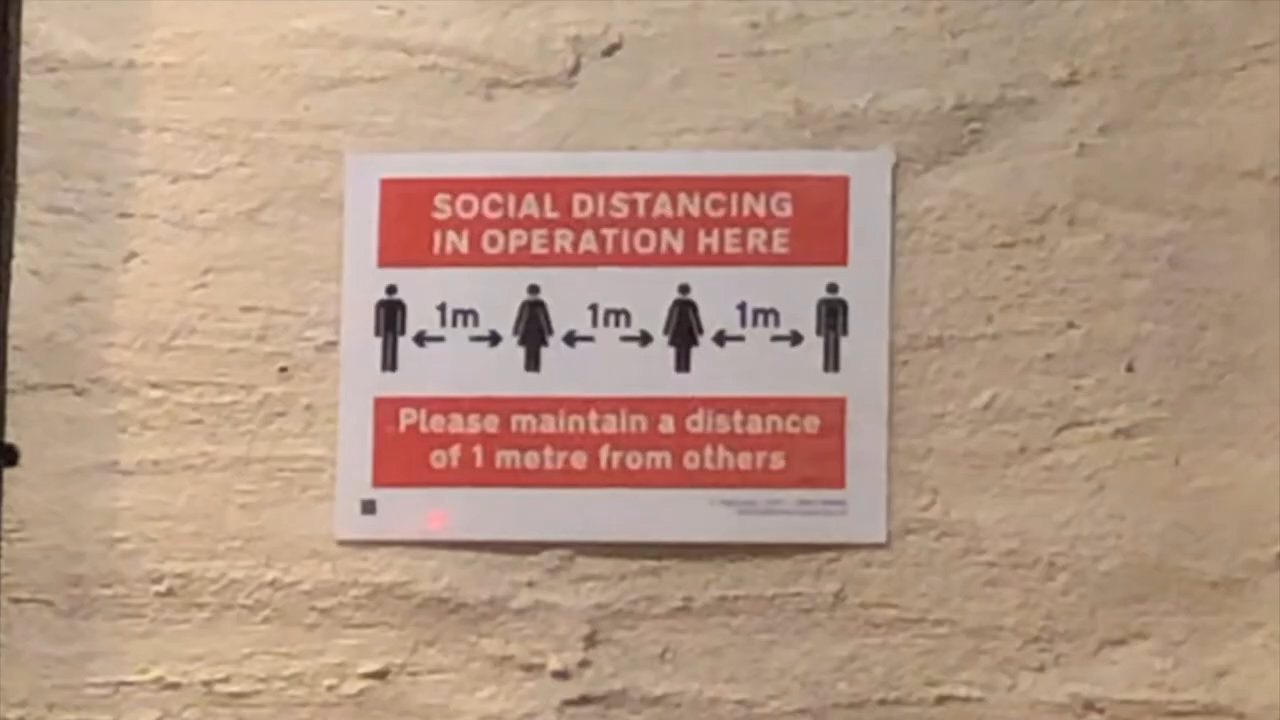 SOCIAL DISTANCING
IN OPERATION HERE
1m 1m 1m
Please maintain a distance
of 1 metre from others